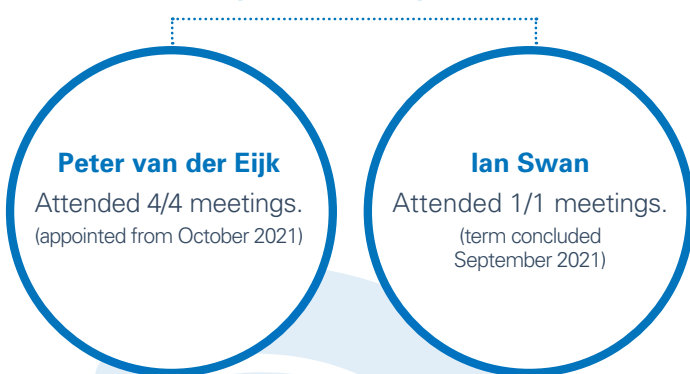 Peter van der Eijk
Attended 4/4 meetings.
(appointed from October 2021)
Ian Swan
Attended 1/1 meetings.
(term concluded
September 2021)